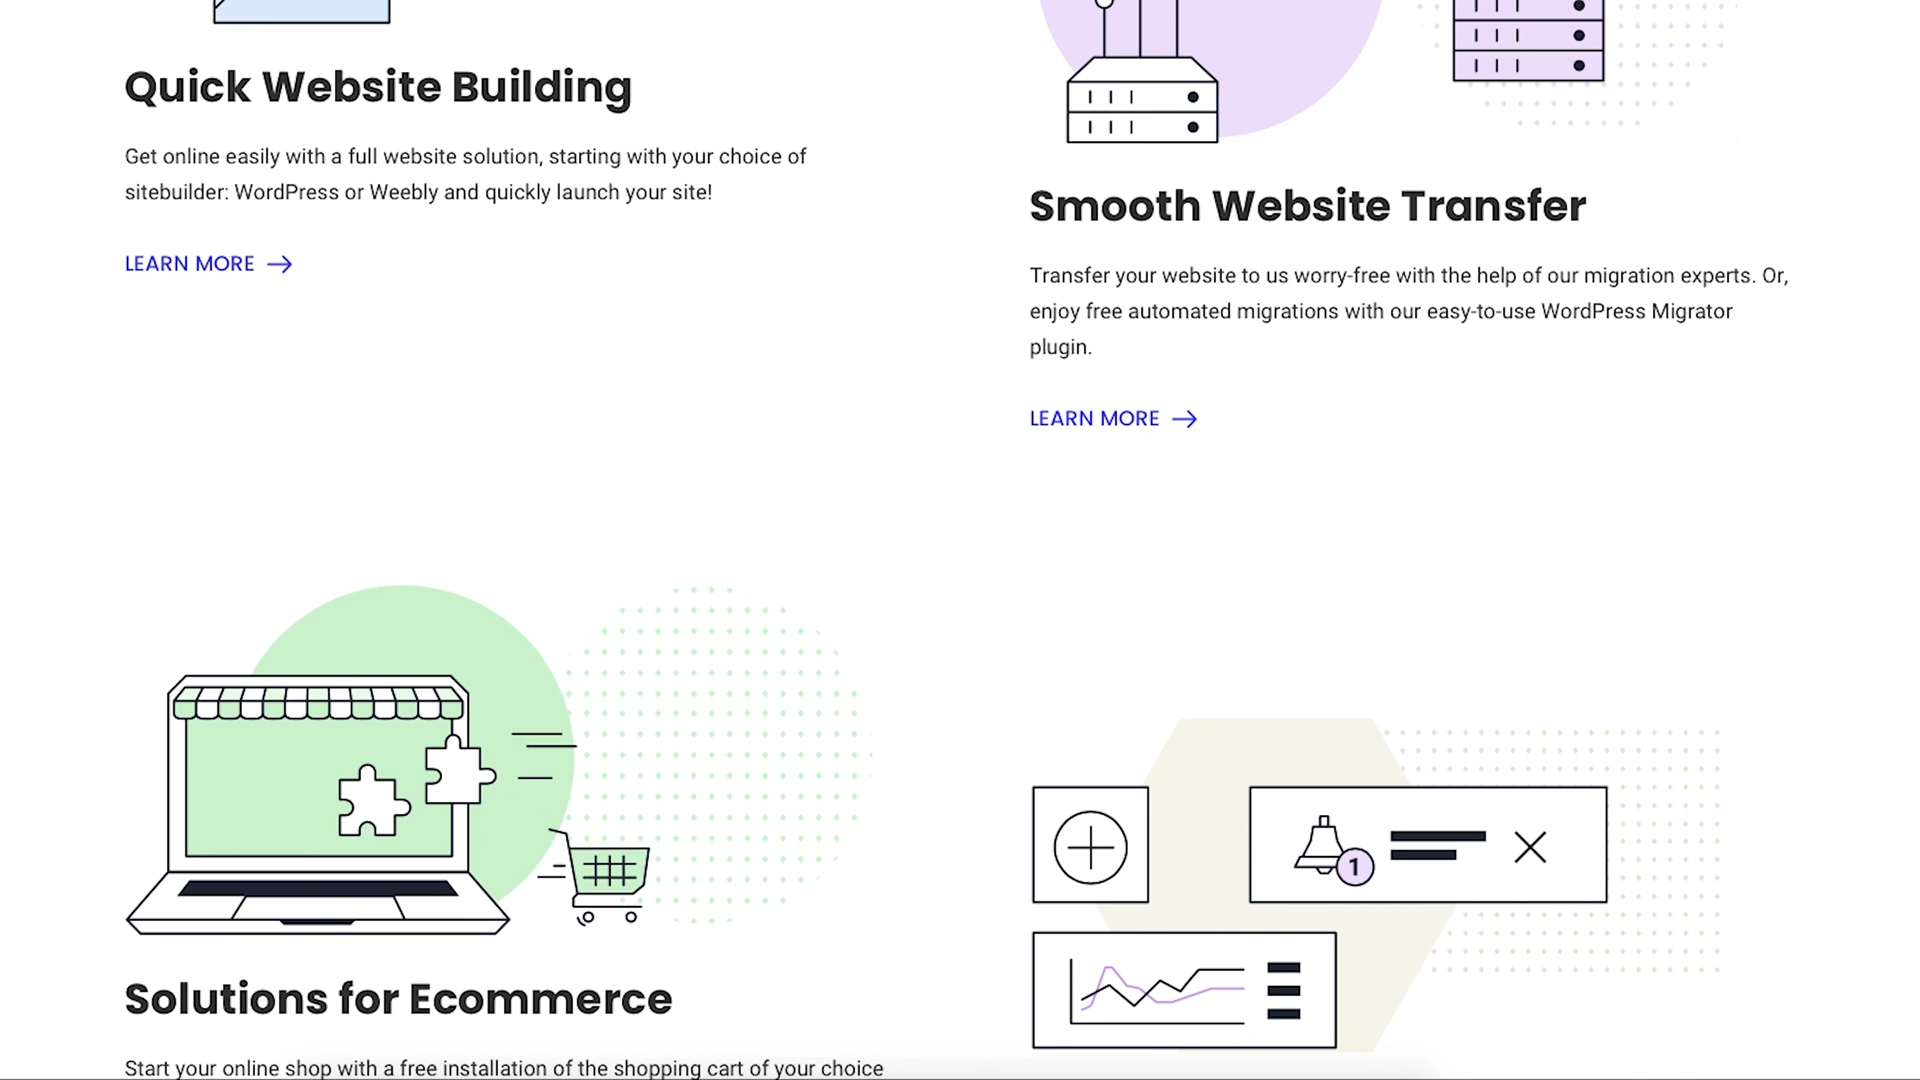 Quick Website Building
Get online easily with a full website solution, starting with your choice of
sitebuilder: WordPress or Weebly and quickly launch your site!
LEARN MORE
Smooth Website Transfer
Transfer your website to us worry-free with the help of our migration experts. Or,
enjoy free automated migrations with our easy-to-use WordPress Migrator
plugin.
LEARN MORE
1
Solutions for Ecommerce
Start your online shop with a free installation of the shopping cart of your choice